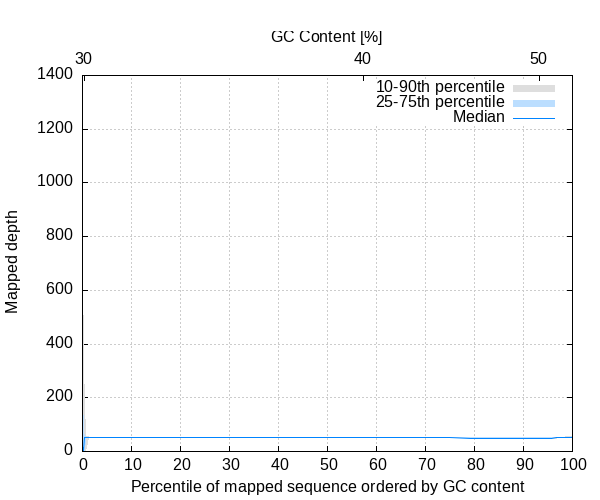 GC Content [%]
30 40 50
1400
10-90th percentile
25-75th percentile
Median
1200
1000
800
600
400
200
0
Mapped depth
0 10 20 30 40 50 60 70 80 90 100
Percentile of mapped sequence ordered by GC content